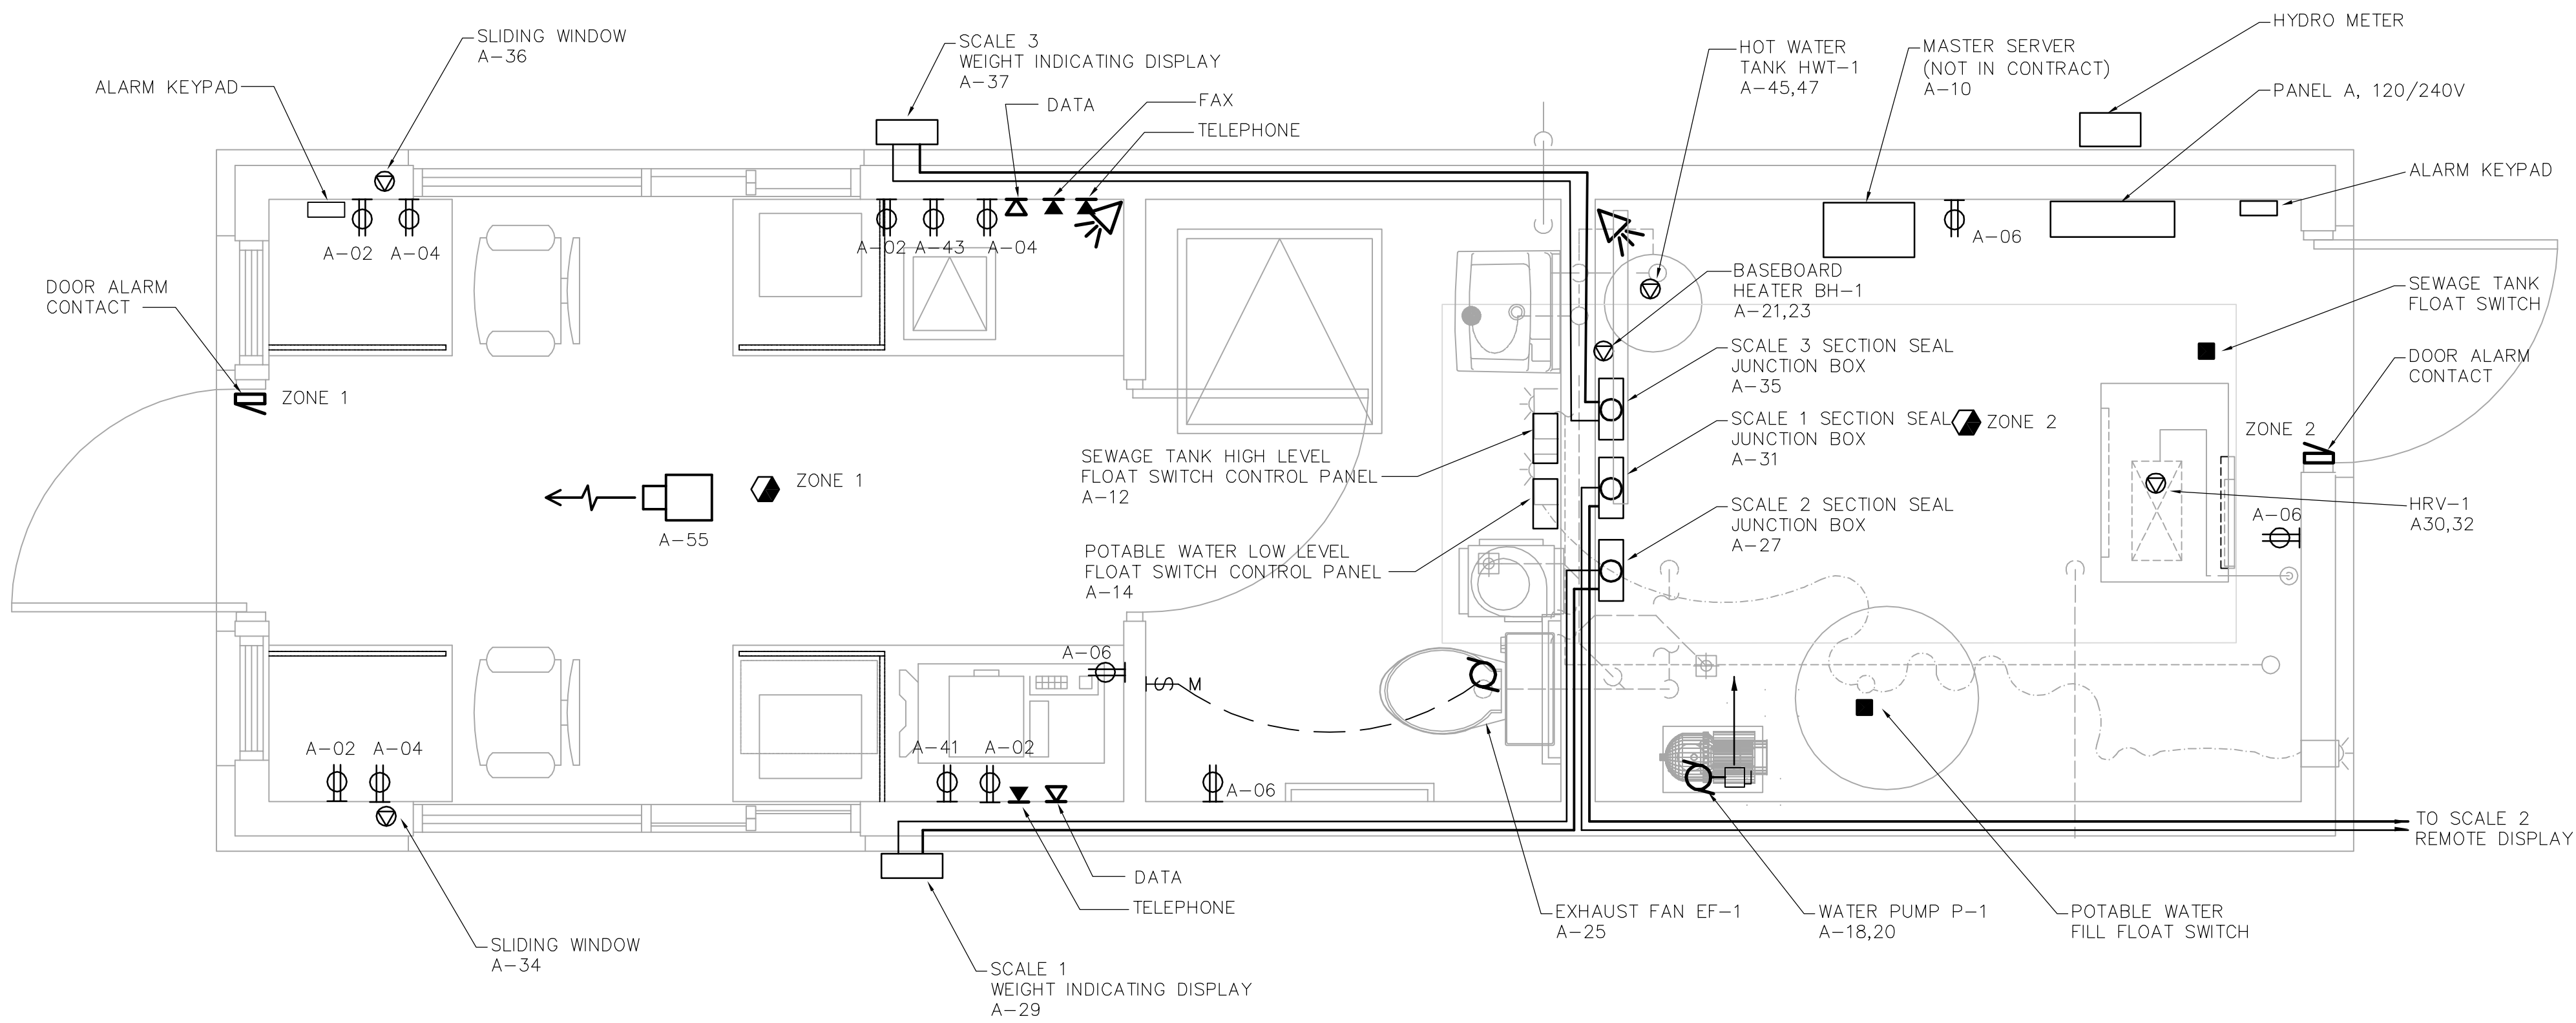 SLIDING WINDOW
A-36
ALARM KEYPAD
SCALE 3
WEIGHT INDICATING DISPLAY
A-37
DATA
FAX
TELEPHONE
HOT WATER
TANK HWT-1
A-45,47
MASTER SERVER
(NOT IN CONTRACT)
A-10
HYDRO METER
PANEL A, 120/240V
ALARM KEYPAD
A-02
A-04
A-02
A-43
A-04
A-06
DOOR ALARM
CONTACT
ZONE 1
BASEBOARD
HEATER BH-1
A-21,23
SEWAGE TANK
FLOAT SWITCH
SCALE 3 SECTION SEAL
JUNCTION BOX
A-35
DOOR ALARM
CONTACT
SCALE 1 SECTION SEAL
JUNCTION BOX
A-31
ZONE 2
ZONE 2
SEWAGE TANK HIGH LEVEL
FLOAT SWITCH CONTROL PANEL
A-12
ZONE 1
A-55
SCALE 2 SECTION SEAL
JUNCTION BOX
A-27
HRV-1
A30,32
A-06
POTABLE WATER LOW LEVEL
FLOAT SWITCH CONTROL PANEL
A-14
A-06
S M
A-02
A-04
A-41
A-02
A-06
TO SCALE 2
REMOTE DISPLAY
DATA
TELEPHONE
EXHAUST FAN EF-1
A-25
WATER PUMP P-1
A-18,20
POTABLE WATER
FILL FLOAT SWITCH
SLIDING WINDOW
A-34
SCALE 1
WEIGHT INDICATING DISPLAY
A-29